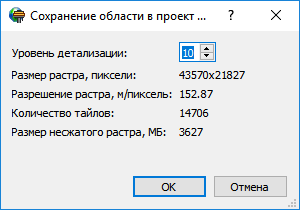 Сохранение области в проект ...
Уровень детализации: 10
Размер растра, пиксели: 43570x21827
Разрешение растра, м/пиксель: 152.87
Количество тайлов: 14706
Размер несжатого растра, МБ: 3627
OK Отмена